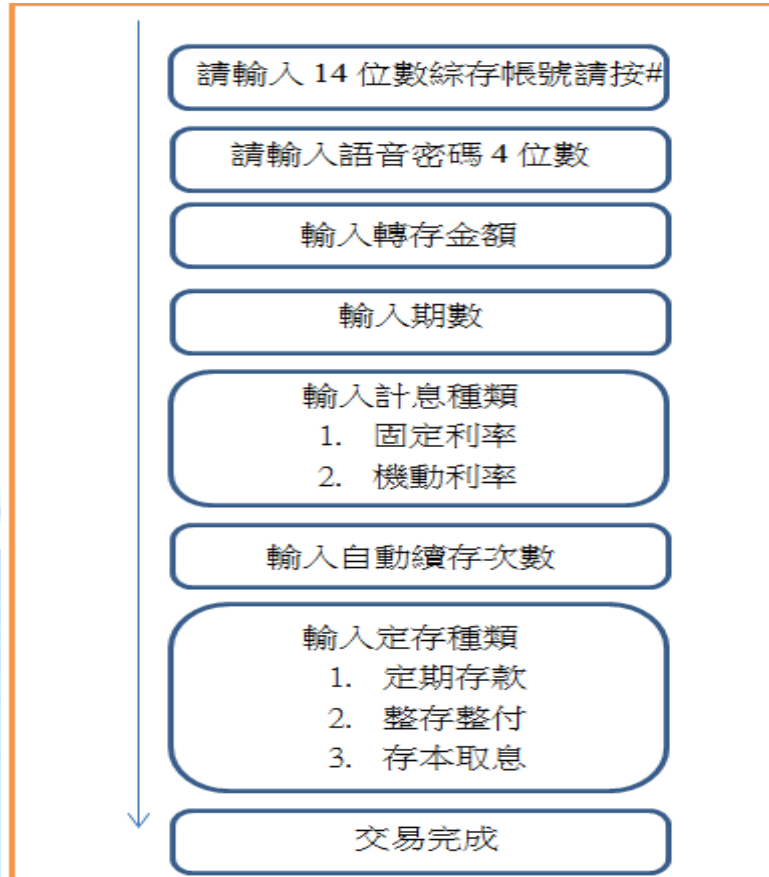 請輸入 14 位數綜存帳號請按#
請輸入語音密碼 4 位數
輸入轉存金額
輸入期數
輸入計息種類
1. 固定利率
2. 機動利率
輸入自動續存次數
輸入定存種類
1. 定期存款
2. 整存整付
3. 存本取息
交易完成